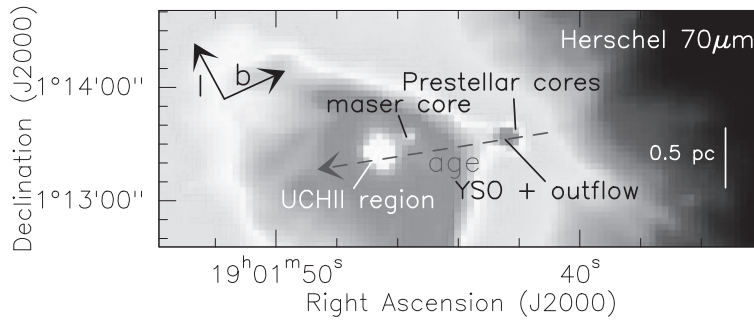 Herschel 70μm
Declination (J2000)
1°14'00"
1°13'00"
l
b
Prestellar cores
maser core
0.5 pc
age
YSO + outflow
UCHII region
19h01m50s
40s
Right Ascension (J2000)